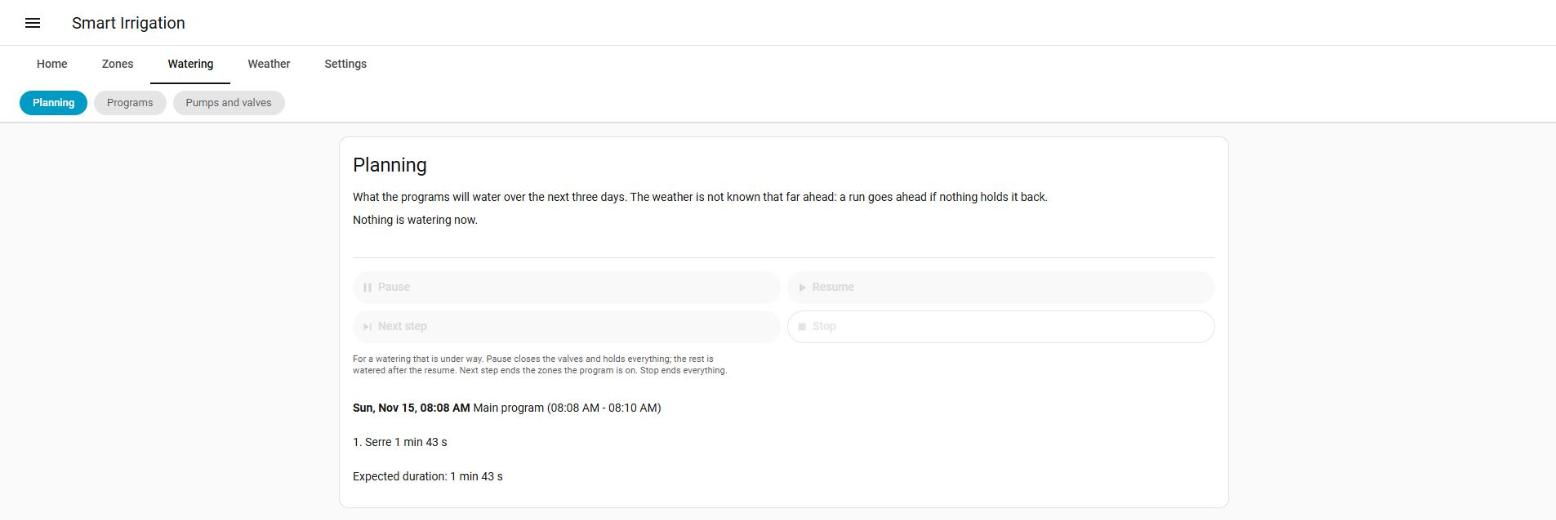 Smart Irrigation
Home Zones Watering Weather Settings
Planning Programs Pumps and valves
Planning
What the programs will water over the next three days. The weather is not known that far ahead: a run goes ahead if nothing holds it back.
Nothing is watering now.
Pause Resume
Next step Stop
For a watering that is under way. Pause closes the valves and holds everything; the rest is
watered after the resume. Next step ends the zones the program is on. Stop ends everything.
Sun, Nov 15, 08:08 AM Main program (08:08 AM - 08:10 AM)
1. Serre 1 min 43 s
Expected duration: 1 min 43 s